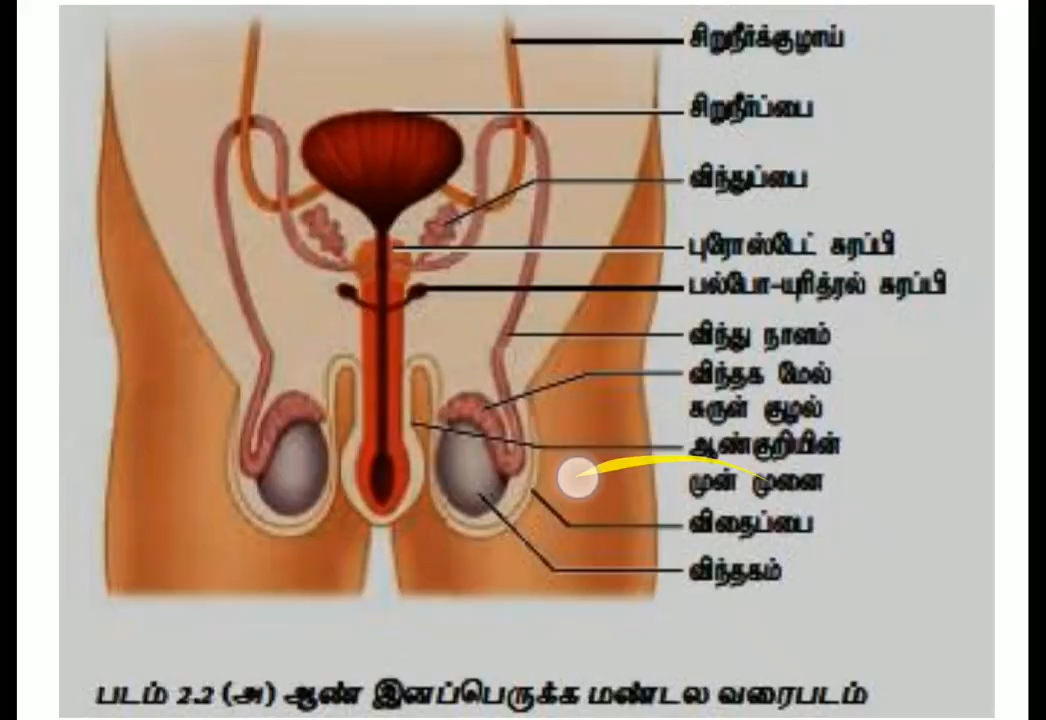 சிறுநீர்க்குழாய்
சிறுநீர்ப்பை
விந்துப்பை
புரோஸ்டேட் சுரப்பி
பல்போ-யுரித்ரல் சுரப்பி
விந்து நாளம்
விந்தக மேல்
சுருள் குழல்
ஆண்குறியின்
முன் முனை
விதைப்பை
விந்தகம்
படம் 2.2 (அ) ஆண் இனப்பெருக்க மண்டல வரைபடம்